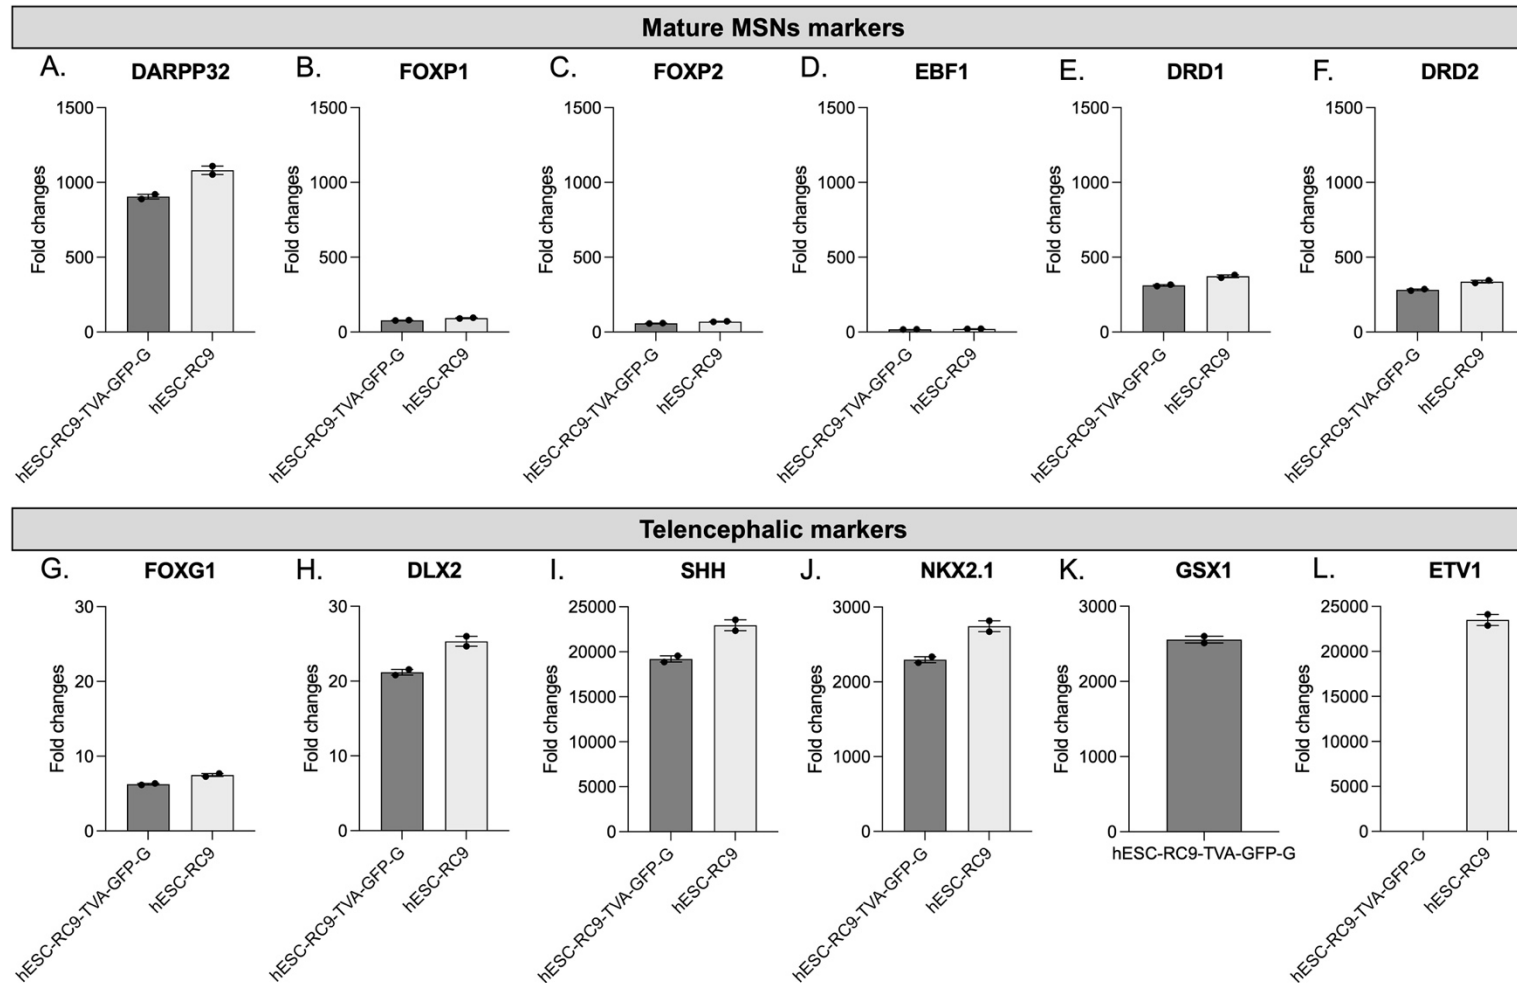 Mature MSNs markers
A. DARPP32
1500
1000
500
0
Fold changes
hESC-RC9-TVA-GFP-G
hESC-RC9
B. FOXP1
1500
1000
500
0
Fold changes
hESC-RC9-TVA-GFP-G
hESC-RC9
C. FOXP2
1500
1000
500
0
Fold changes
hESC-RC9-TVA-GFP-G
hESC-RC9
D. EBF1
1500
1000
500
0
Fold changes
hESC-RC9-TVA-GFP-G
hESC-RC9
E. DRD1
1500
1000
500
0
Fold changes
hESC-RC9-TVA-GFP-G
hESC-RC9
F. DRD2
1500
1000
500
0
Fold changes
hESC-RC9-TVA-GFP-G
hESC-RC9
Telencephalic markers
G. FOXG1
30
20
10
0
Fold changes
hESC-RC9-TVA-GFP-G
hESC-RC9
H. DLX2
30
20
10
0
Fold changes
hESC-RC9-TVA-GFP-G
hESC-RC9
I. SHH
25000
20000
15000
10000
5000
0
Fold changes
hESC-RC9-TVA-GFP-G
hESC-RC9
J. NKX2.1
3000
2000
1000
0
Fold changes
hESC-RC9-TVA-GFP-G
hESC-RC9
K. GSX1
3000
2000
1000
0
Fold changes
hESC-RC9-TVA-GFP-G
L. ETV1
25000
20000
15000
10000
5000
0
Fold changes
hESC-RC9-TVA-GFP-G
hESC-RC9